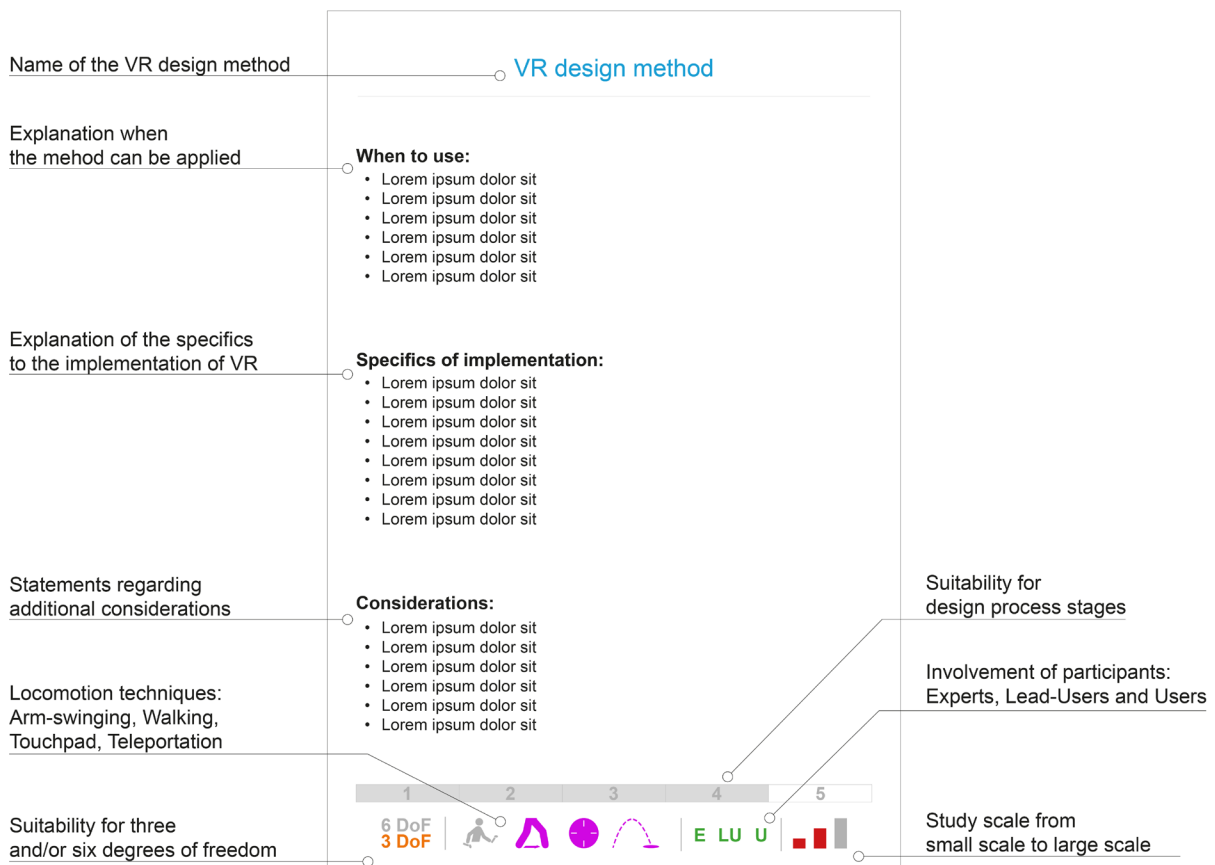 Name of the VR design method
VR design method
Explanation when
the mehod can be applied
When to use:
• Lorem ipsum dolor sit
• Lorem ipsum dolor sit
• Lorem ipsum dolor sit
• Lorem ipsum dolor sit
• Lorem ipsum dolor sit
• Lorem ipsum dolor sit
Explanation of the specifics
to the implementation of VR
Specifics of implementation:
• Lorem ipsum dolor sit
• Lorem ipsum dolor sit
• Lorem ipsum dolor sit
• Lorem ipsum dolor sit
• Lorem ipsum dolor sit
• Lorem ipsum dolor sit
• Lorem ipsum dolor sit
• Lorem ipsum dolor sit
Statements regarding
additional considerations
Considerations:
• Lorem ipsum dolor sit
• Lorem ipsum dolor sit
• Lorem ipsum dolor sit
• Lorem ipsum dolor sit
• Lorem ipsum dolor sit
• Lorem ipsum dolor sit
Suitability for
design process stages
Locomotion techniques:
Arm-swinging, Walking,
Touchpad, Teleportation
Involvement of participants:
Experts, Lead-Users and Users
1 2 3 4 5
6 DoF
3 DoF
E LU U
Suitability for three
and/or six degrees of freedom
Study scale from
small scale to large scale